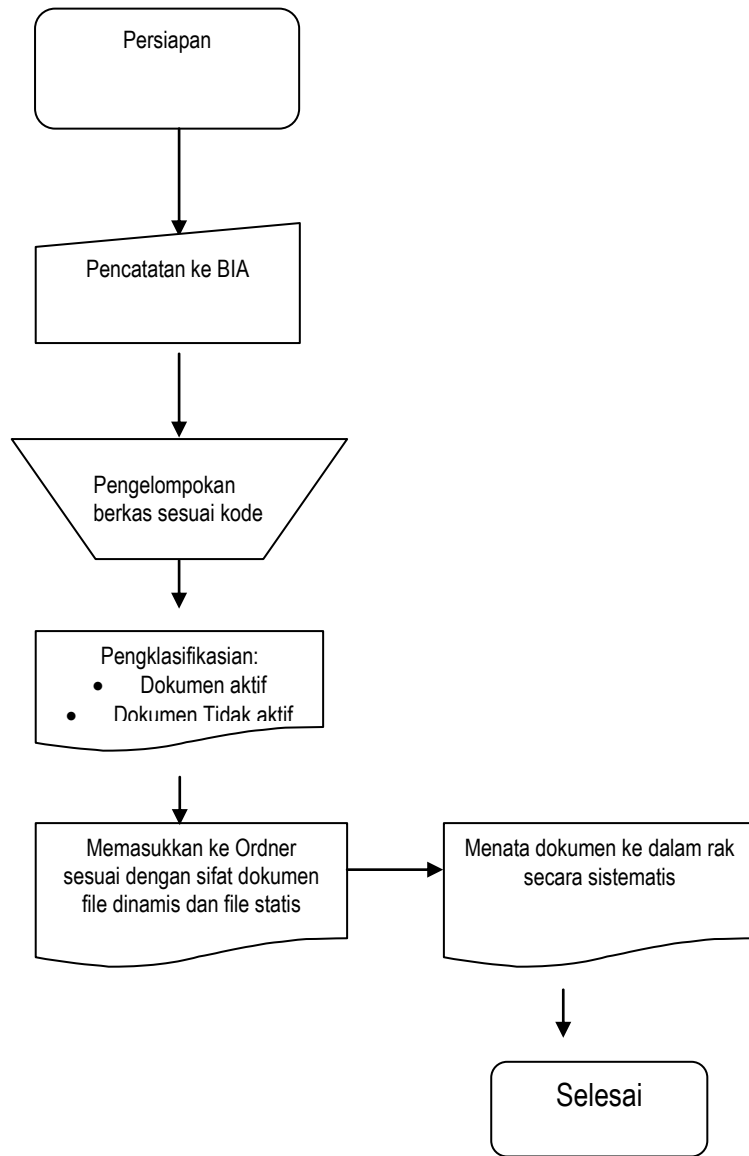 Persiapan
Pencatatan ke BIA
Pengelompokan
berkas sesuai kode
Pengklasifikasian:
• Dokumen aktif
• Dokumen Tidak aktif
Memasukkan ke Ordner
sesuai dengan sifat dokumen
file dinamis dan file statis
Menata dokumen ke dalam rak
secara sistematis
Selesai